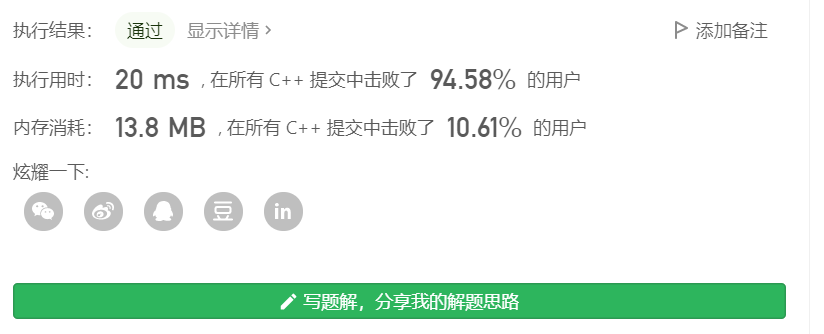 执行结果： 通过 显示详情 > 添加备注
执行用时： 20 ms , 在所有 C++ 提交中击败了 94.58% 的用户
内存消耗： 13.8 MB , 在所有 C++ 提交中击败了 10.61% 的用户
炫耀一下:
豆 in
写题解，分享我的解题思路